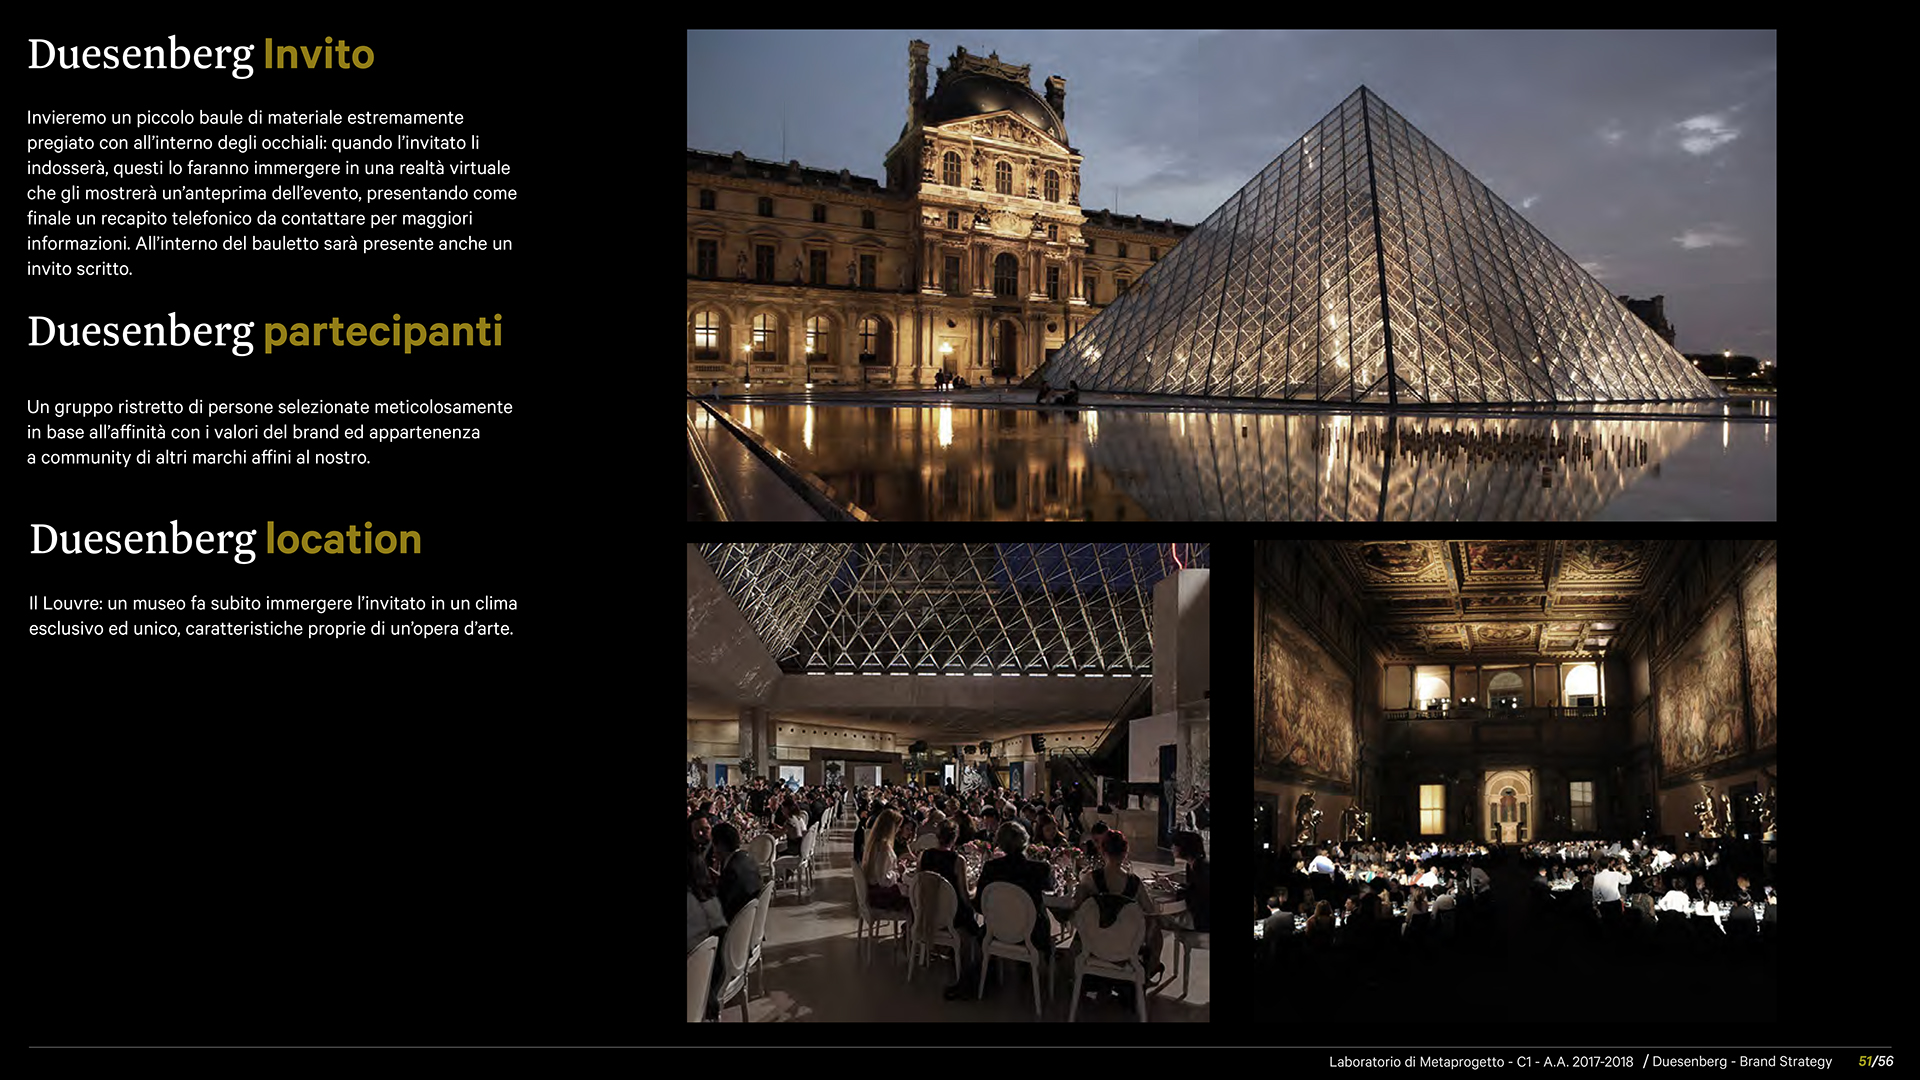 Duesenberg Invito
Invieremo un piccolo baule di materiale estremamente
pregiato con all’interno degli occhiali: quando l’invitato li
indosserà, questi lo faranno immergere in una realtà virtuale
che gli mostrerà un’anteprima dell’evento, presentando come
finale un recapito telefonico da contattare per maggiori
informazioni. All’interno del bauletto sarà presente anche un
invito scritto.
Duesenberg partecipanti
Un gruppo ristretto di persone selezionate meticolosamente
in base all’affinità con i valori del brand ed appartenenza
a community di altri marchi affini al nostro.
Duesenberg location
Il Louvre: un museo fa subito immergere l’invitato in un clima
esclusivo ed unico, caratteristiche proprie di un’opera d’arte.
Laboratorio di Metaprogetto - C1 - A.A. 2017-2018 / Duesenberg - Brand Strategy 51/56